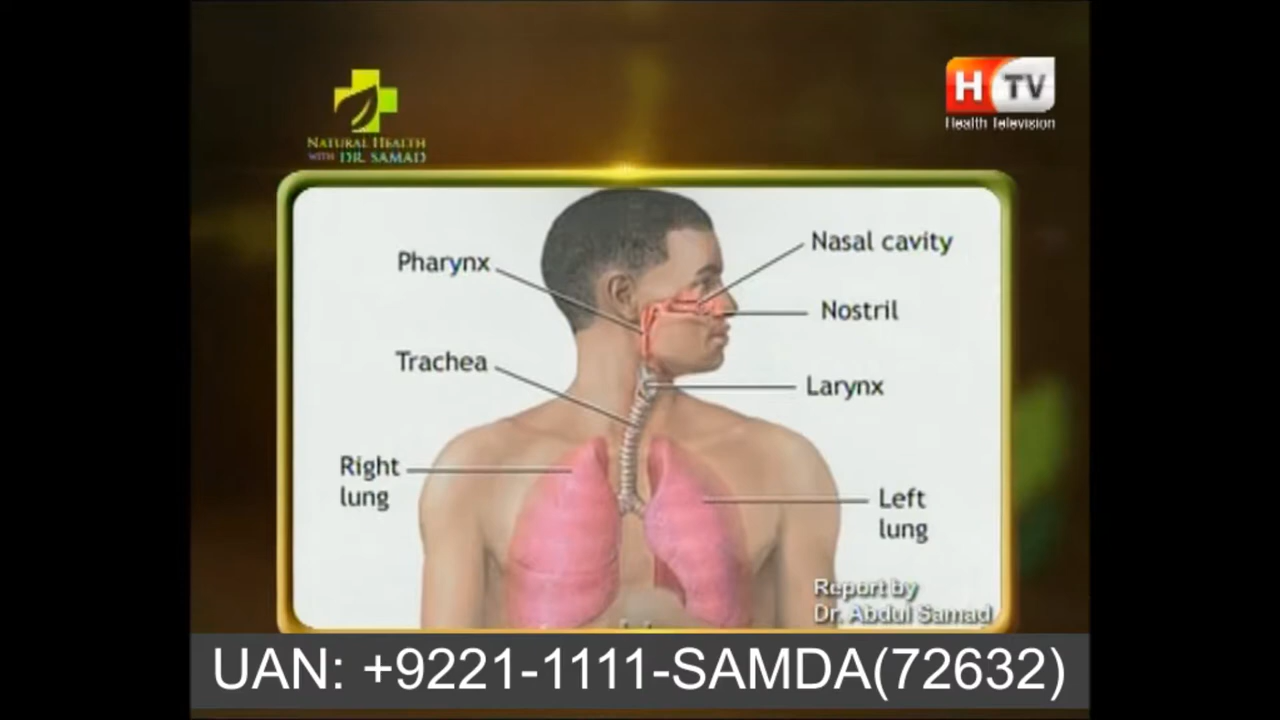 NATURAL HEALTH
WITH DR. SAMAD
H TV
Health Television
Pharynx
Nasal cavity
Nostril
Trachea
Larynx
Right
lung
Left
lung
Report by
Dr. Abdul Samad
UAN: +9221-1111-SAMDA(72632)